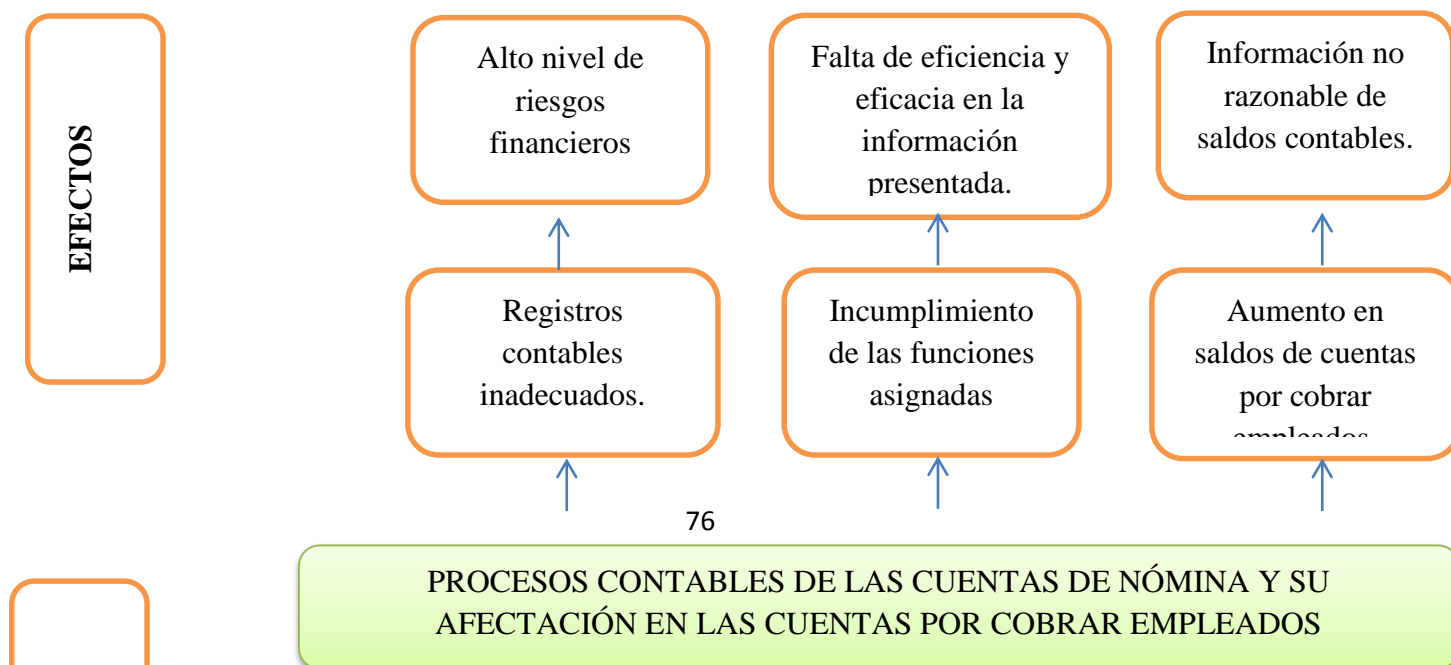 EFECTOS
Alto nivel de
riesgos
financieros
Falta de eficiencia y
eficacia en la
información
presentada.
Información no
razonable de
saldos contables.
Registros
contables
inadecuados.
Incumplimiento
de las funciones
asignadas
Aumento en
saldos de cuentas
por cobrar
empleados
76
PROCESOS CONTABLES DE LAS CUENTAS DE NÓMINA Y SU
AFECTACIÓN EN LAS CUENTAS POR COBRAR EMPLEADOS